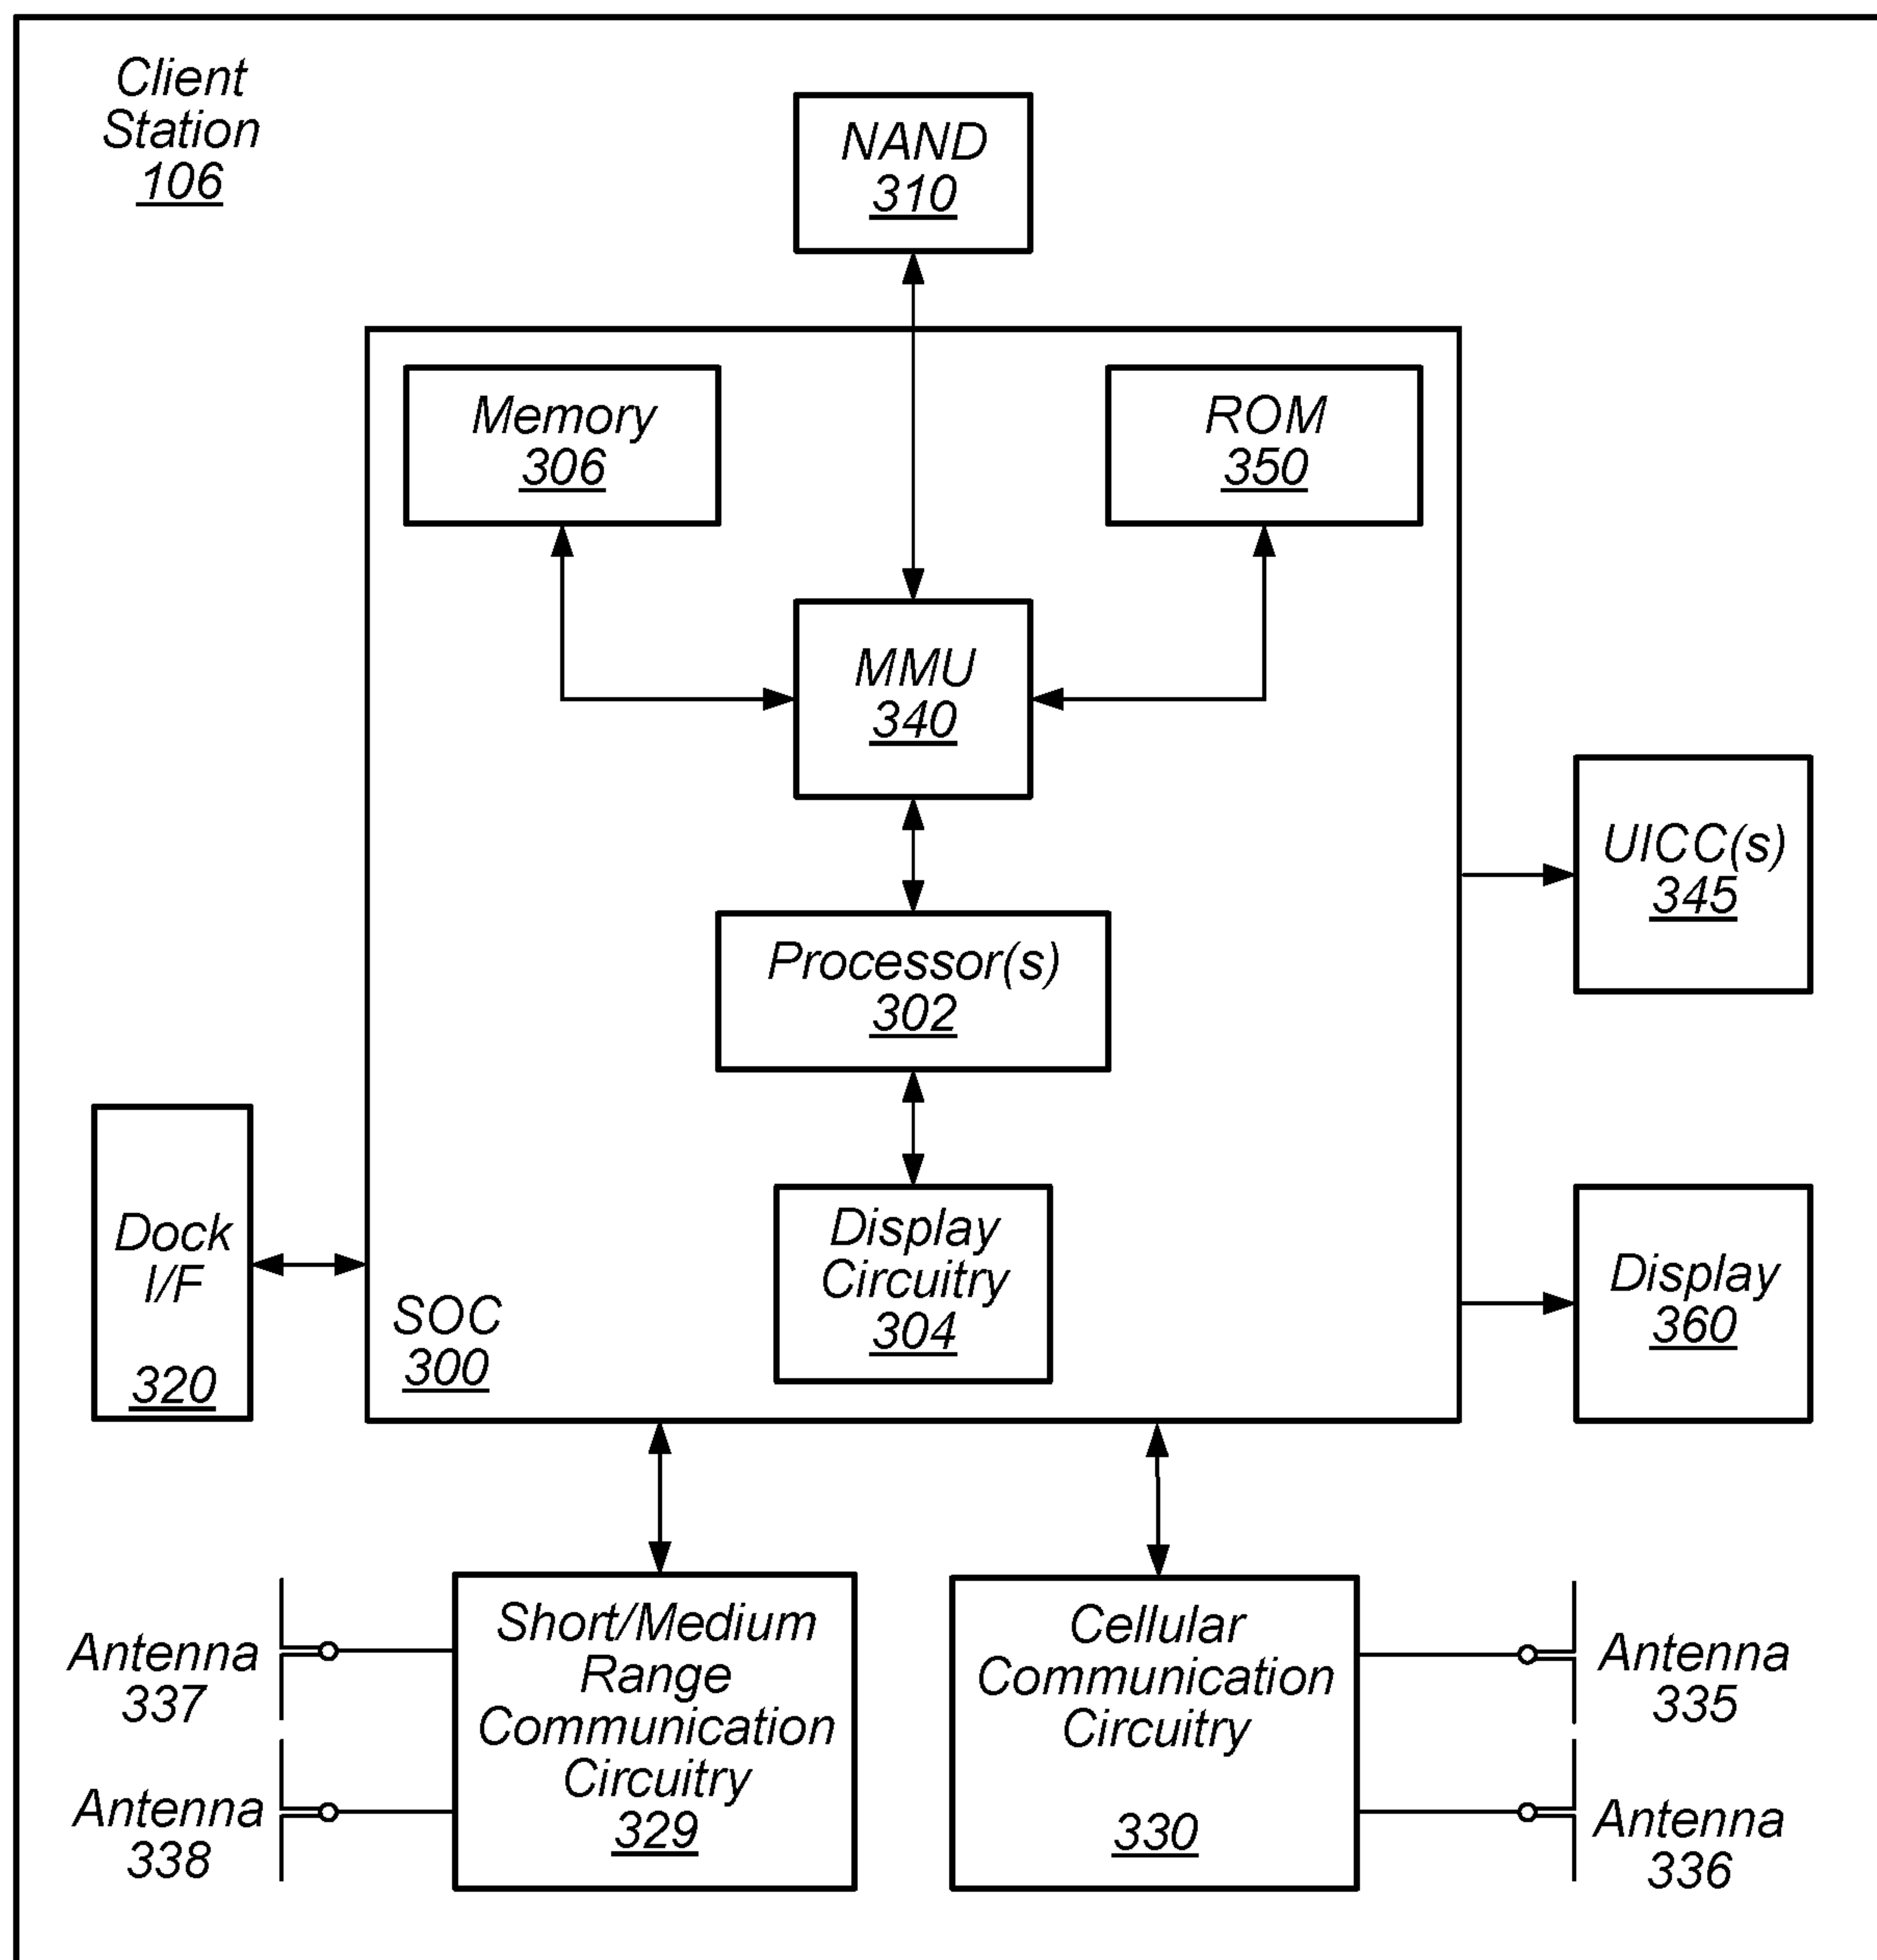 Client
Station
106
NAND
310
Memory
306
ROM
350
MMU
340
UICC(s)
345
Processor(s)
302
Dock
I/F
320
Display
Circuitry
304
SOC
300
Display
360
Antenna
337
Antenna
338
Short/Medium
Range
Communication
Circuitry
329
Cellular
Communication
Circuitry
330
Antenna
335
Antenna
336